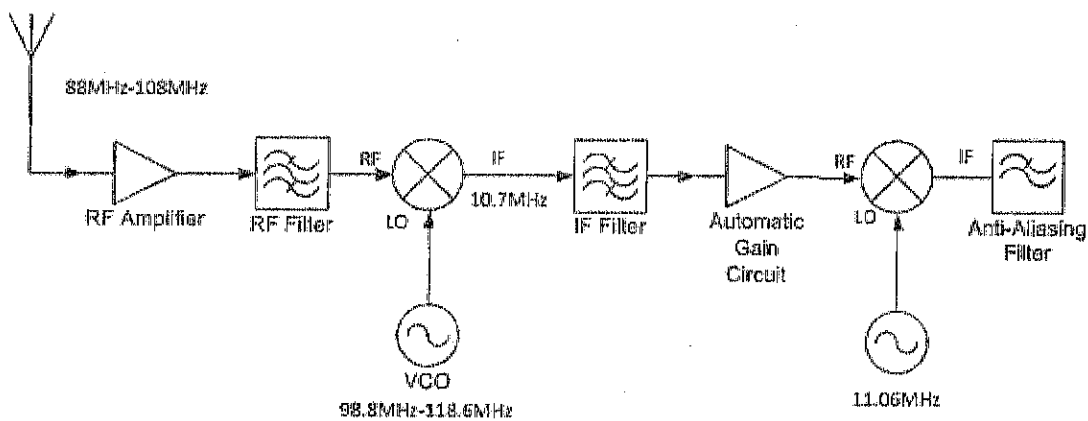 88MHz-108MHz
RF Amplifier
RF Filter
RF
LO
IF
10.7MHz
VCO
98.8MHz-118.6MHz
IF Filter
Automatic
Gain
Circuit
RF
LO
IF
11.06MHz
Anti-Aliasing
Filter